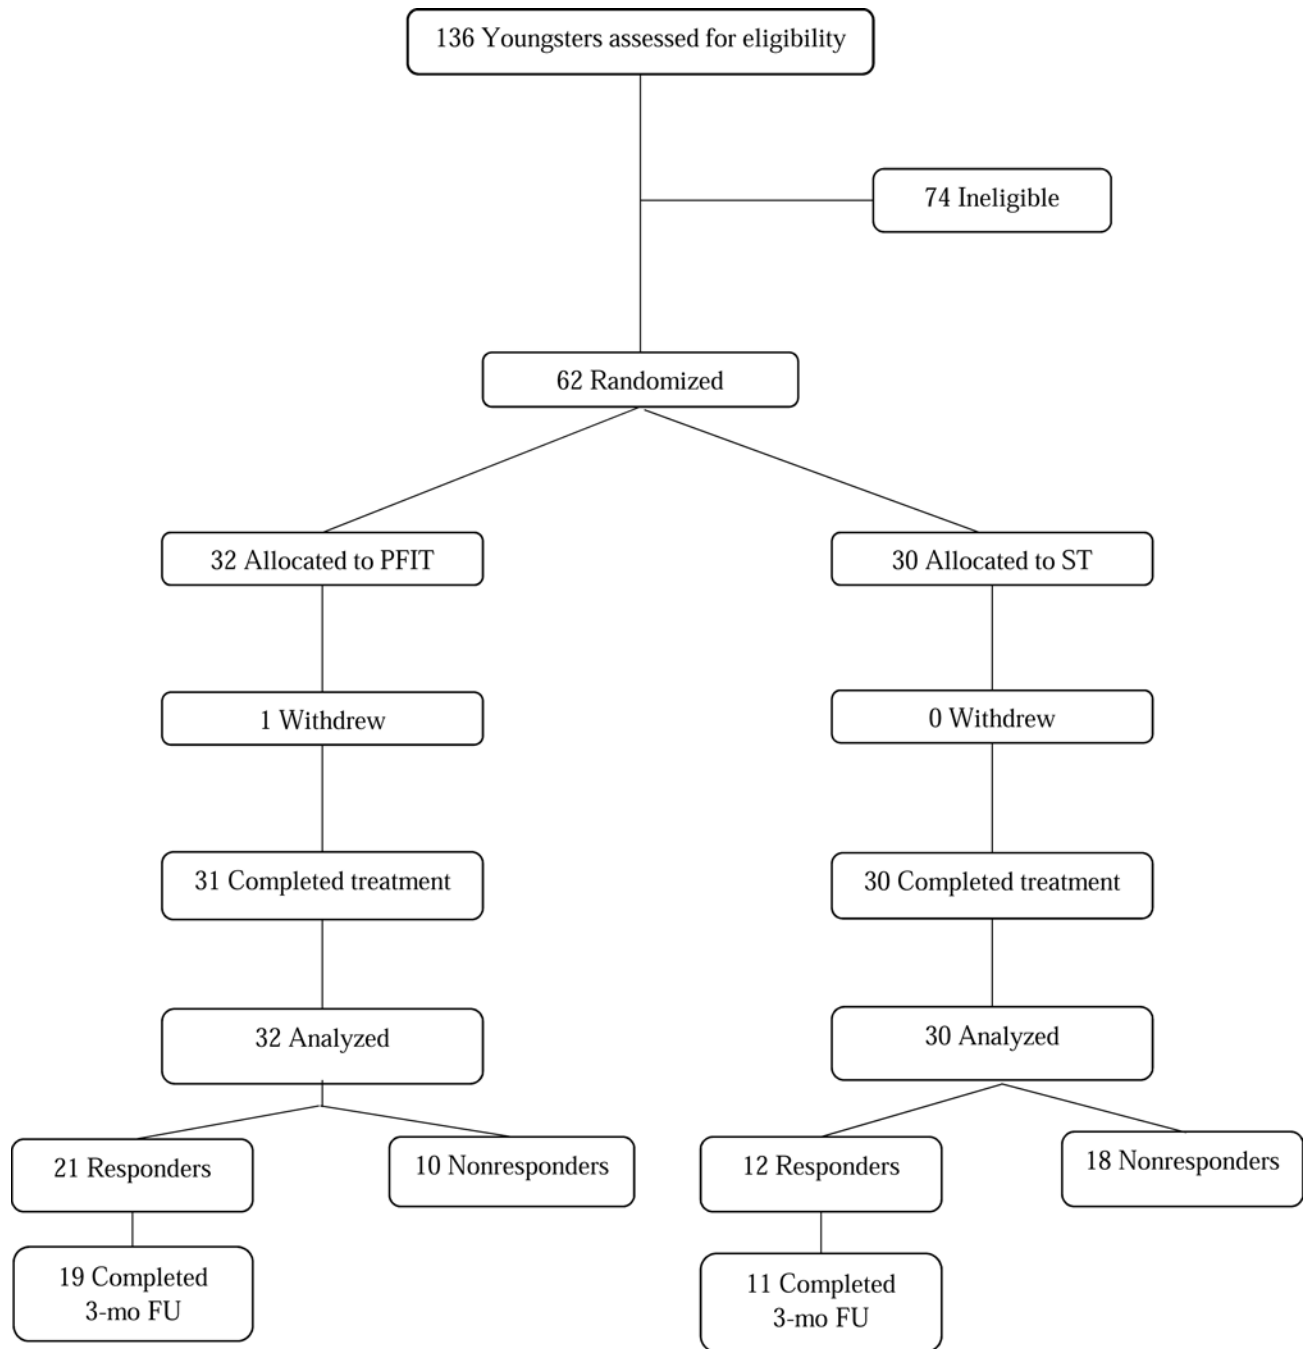 136 Youngsters assessed for eligibility
74 Ineligible
62 Randomized
32 Allocated to PFIT
30 Allocated to ST
1 Withdrew
0 Withdrew
31 Completed treatment
30 Completed treatment
32 Analyzed
30 Analyzed
21 Responders
10 Nonresponders
12 Responders
18 Nonresponders
19 Completed
3-mo FU
11 Completed
3-mo FU